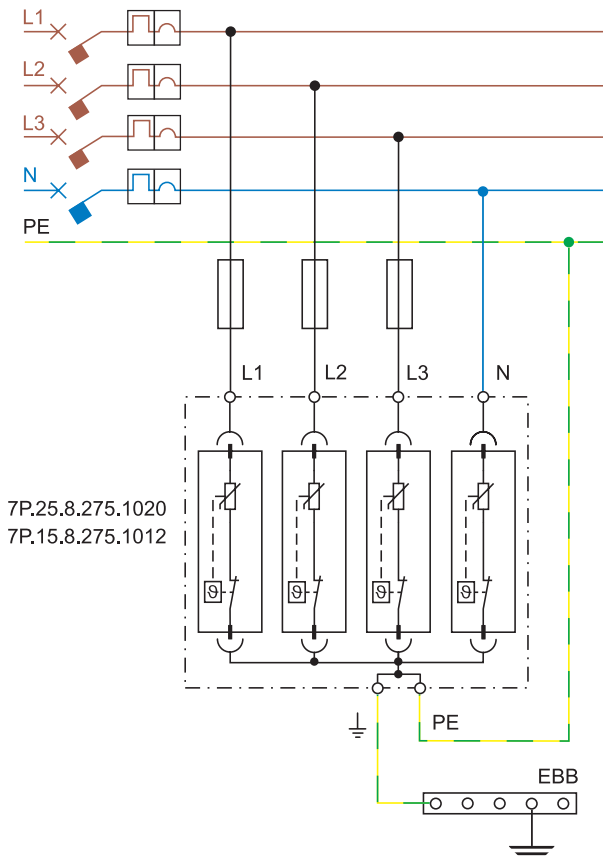 L1
L2
L3
N
PE
L1 L2 L3 N
7P.25.8.275.1020
7P.15.8.275.1012
ϑ ϑ ϑ ϑ
PE
EBB